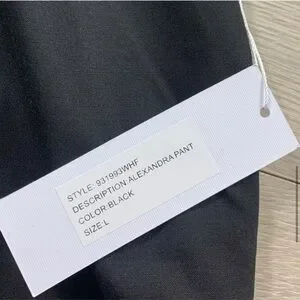 STYLE: 931993WHF
DESCRIPTION:ALEXANDRA PANT
COLOR:BLACK
SIZE:L